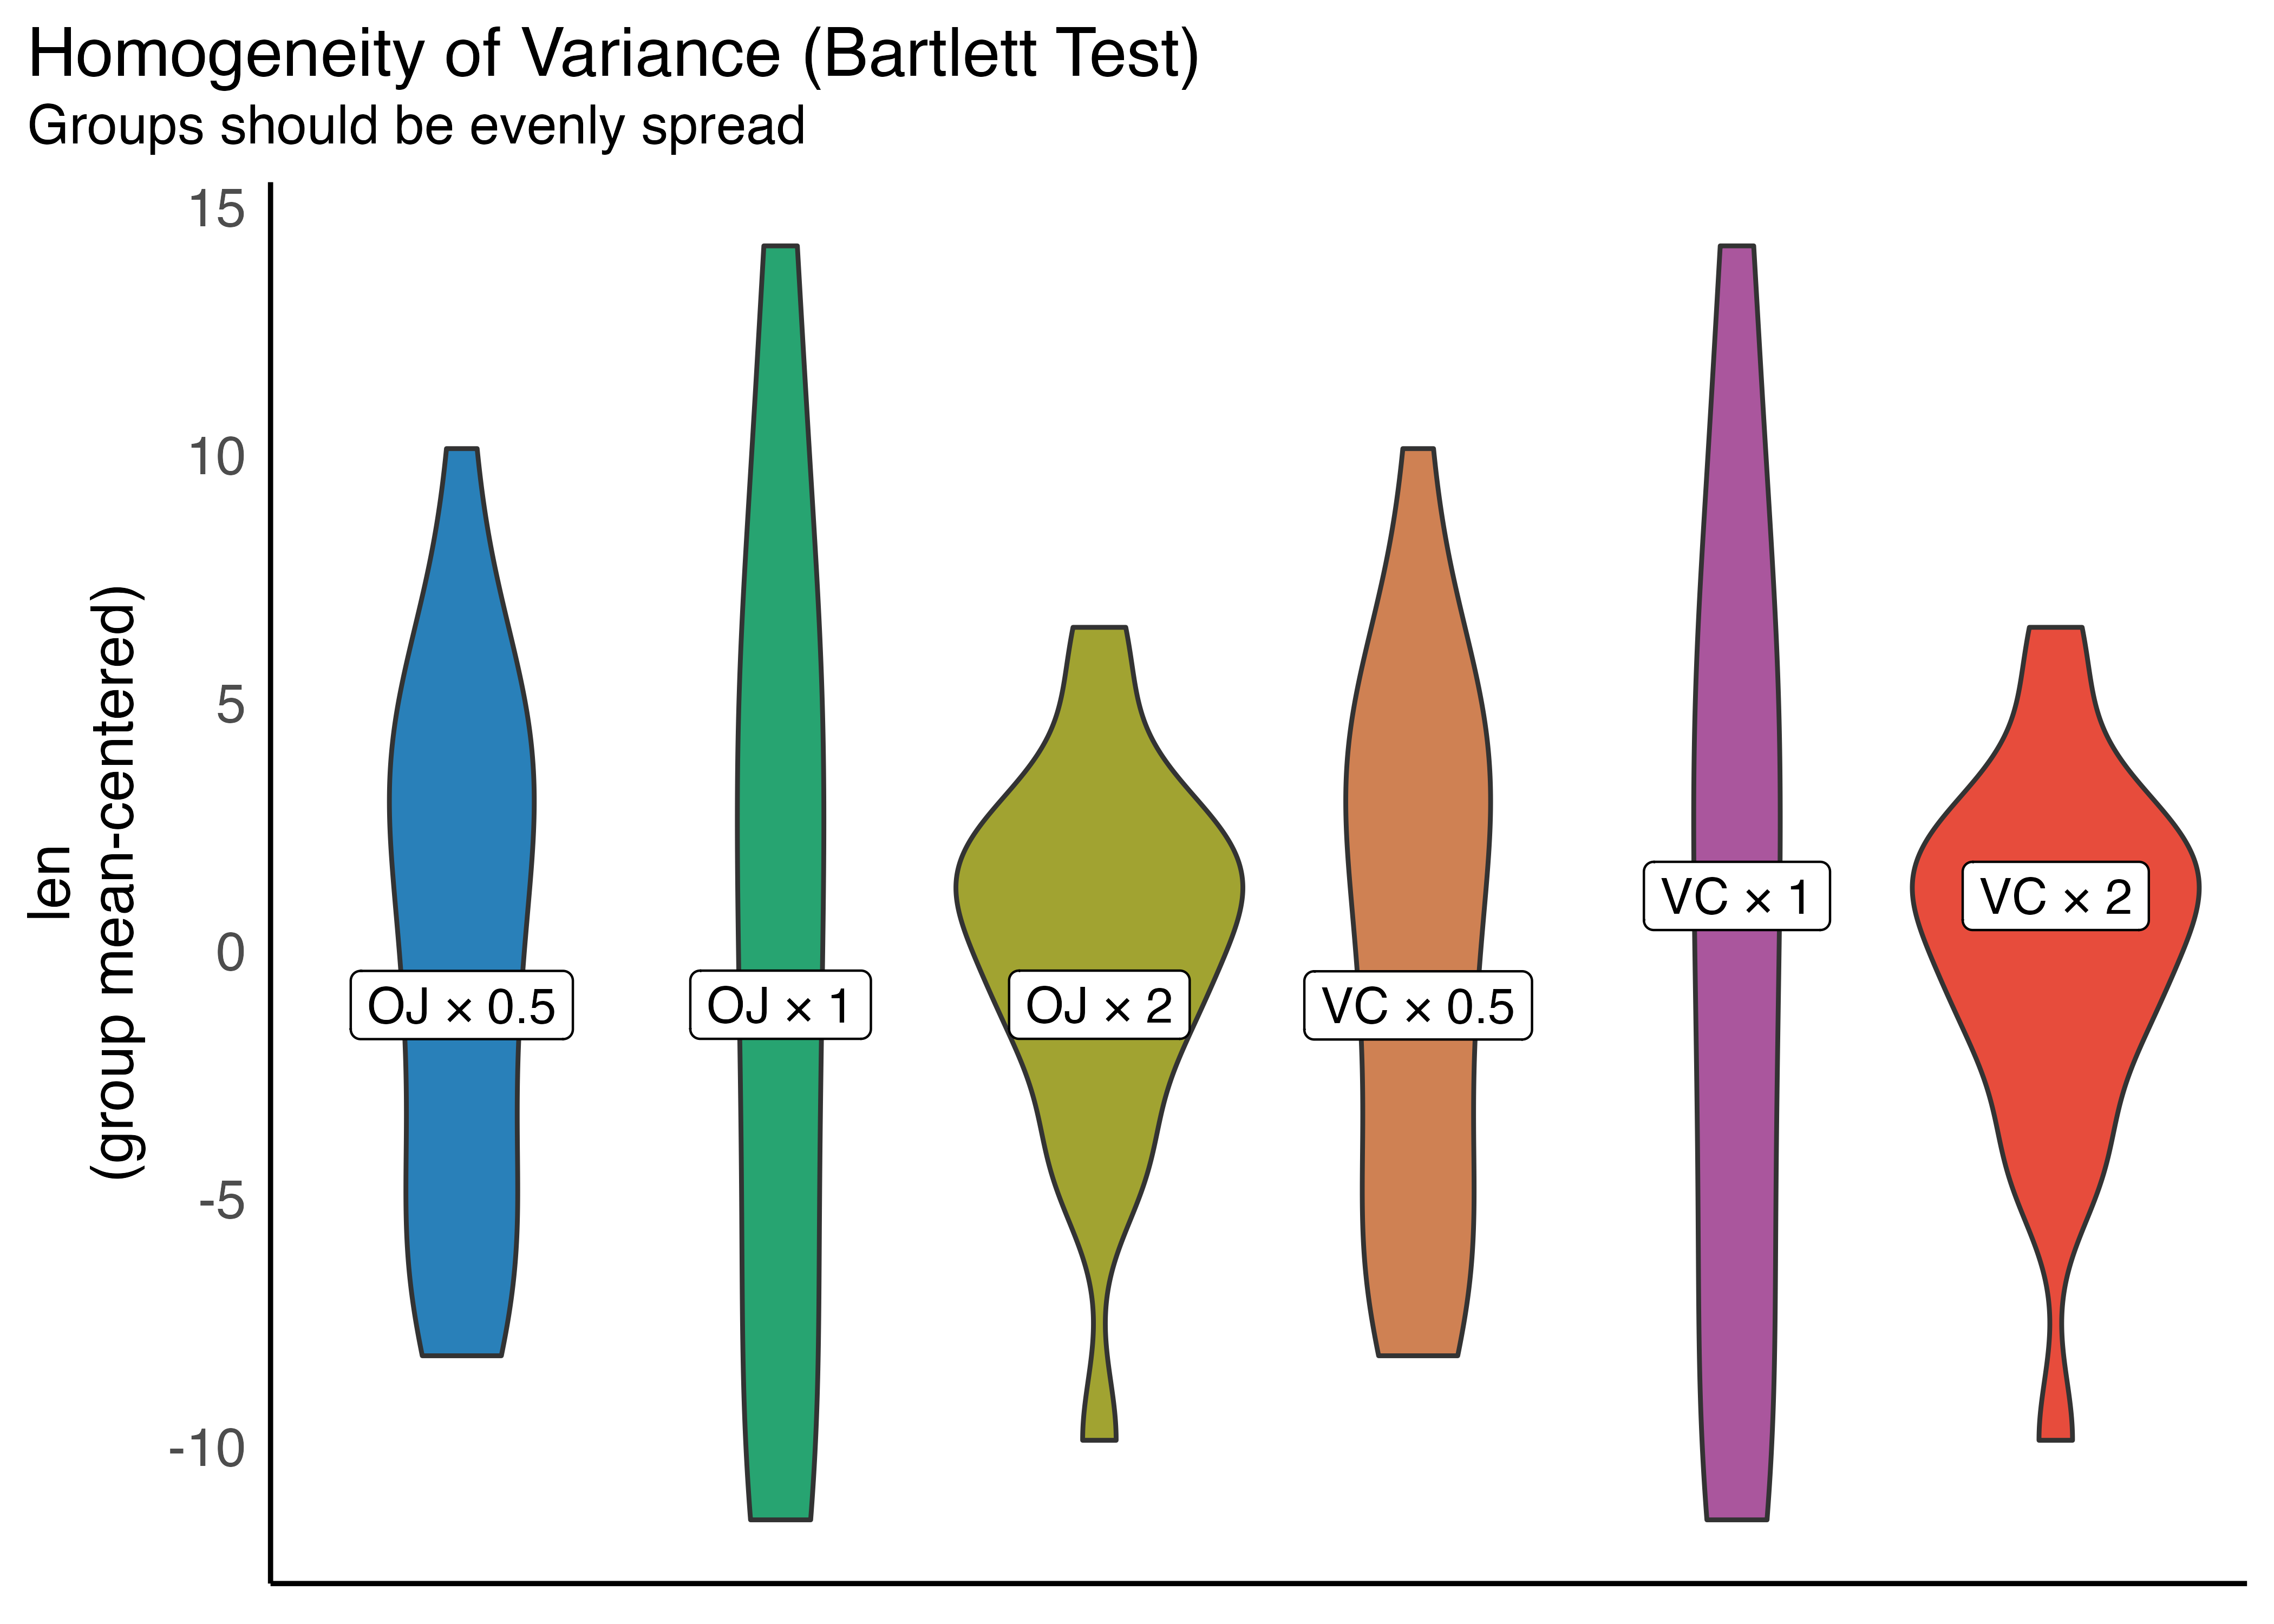 Homogeneity of Variance (Bartlett Test)
Groups should be evenly spread
len
(group mean-centered)
15
10
5
0
-5
-10
OJ × 0.5
OJ × 1
OJ × 2
VC × 0.5
VC × 1
VC × 2